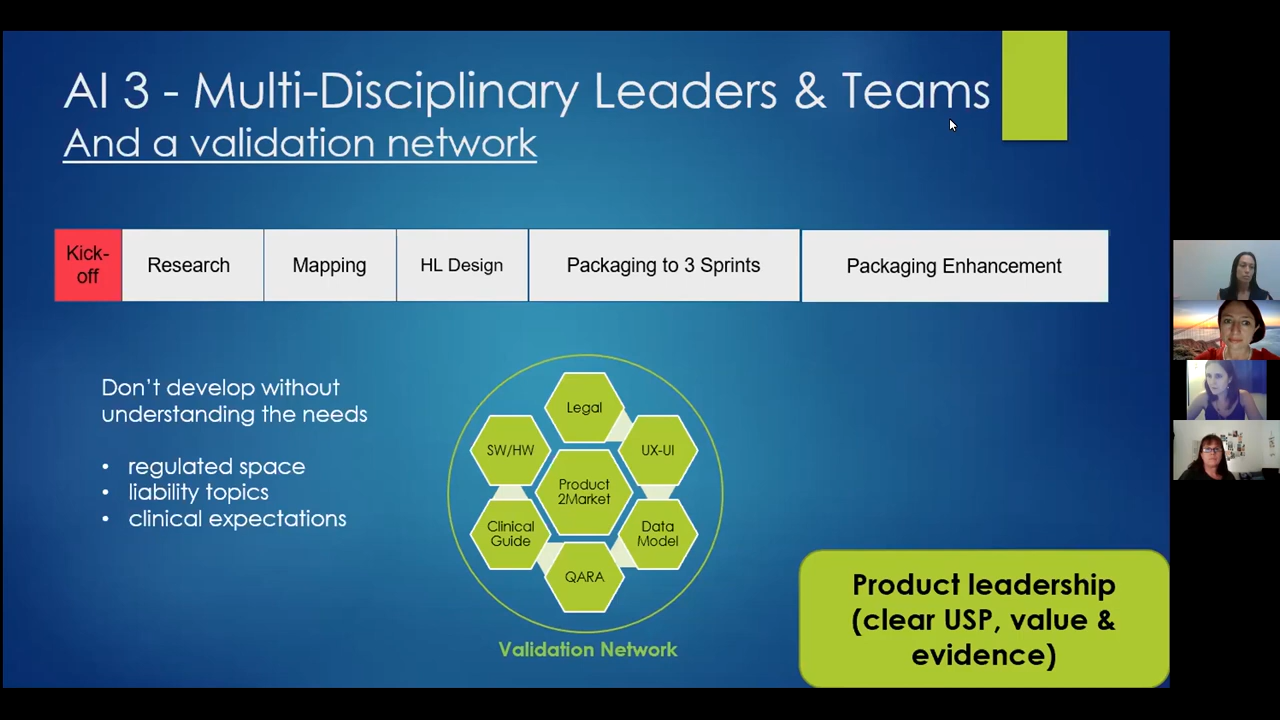 AI 3 - Multi-Disciplinary Leaders & Teams
And a validation network
Kick-
off
Research
Mapping
HL Design
Packaging to 3 Sprints
Packaging Enhancement
Don't develop without
understanding the needs
• regulated space
• liability topics
• clinical expectations
Legal
SW/HW
UX-UI
Product
2Market
Clinical
Guide
Data
Model
QARA
Validation Network
Product leadership
(clear USP, value &
evidence)